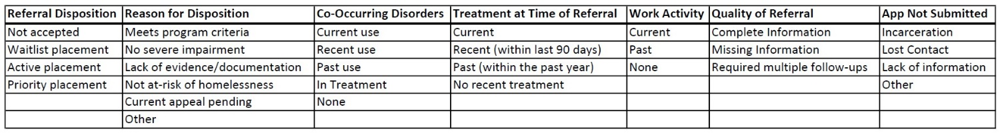 Referral Disposition Reason for Disposition Co-Occurring Disorders Treatment at Time of Referral Work Activity Quality of Referral App Not Submitted
Not accepted Meets program criteria Current use Current Current Complete Information Incarceration
Waitlist placement No severe impairment Recent use Recent (within last 90 days) Past Missing Information Lost Contact
Active placement Lack of evidence/documentation Past use Past (within the past year) None Required multiple follow-ups Lack of information
Priority placement Not at-risk of homelessness In Treatment No recent treatment Other
Current appeal pending None
Other